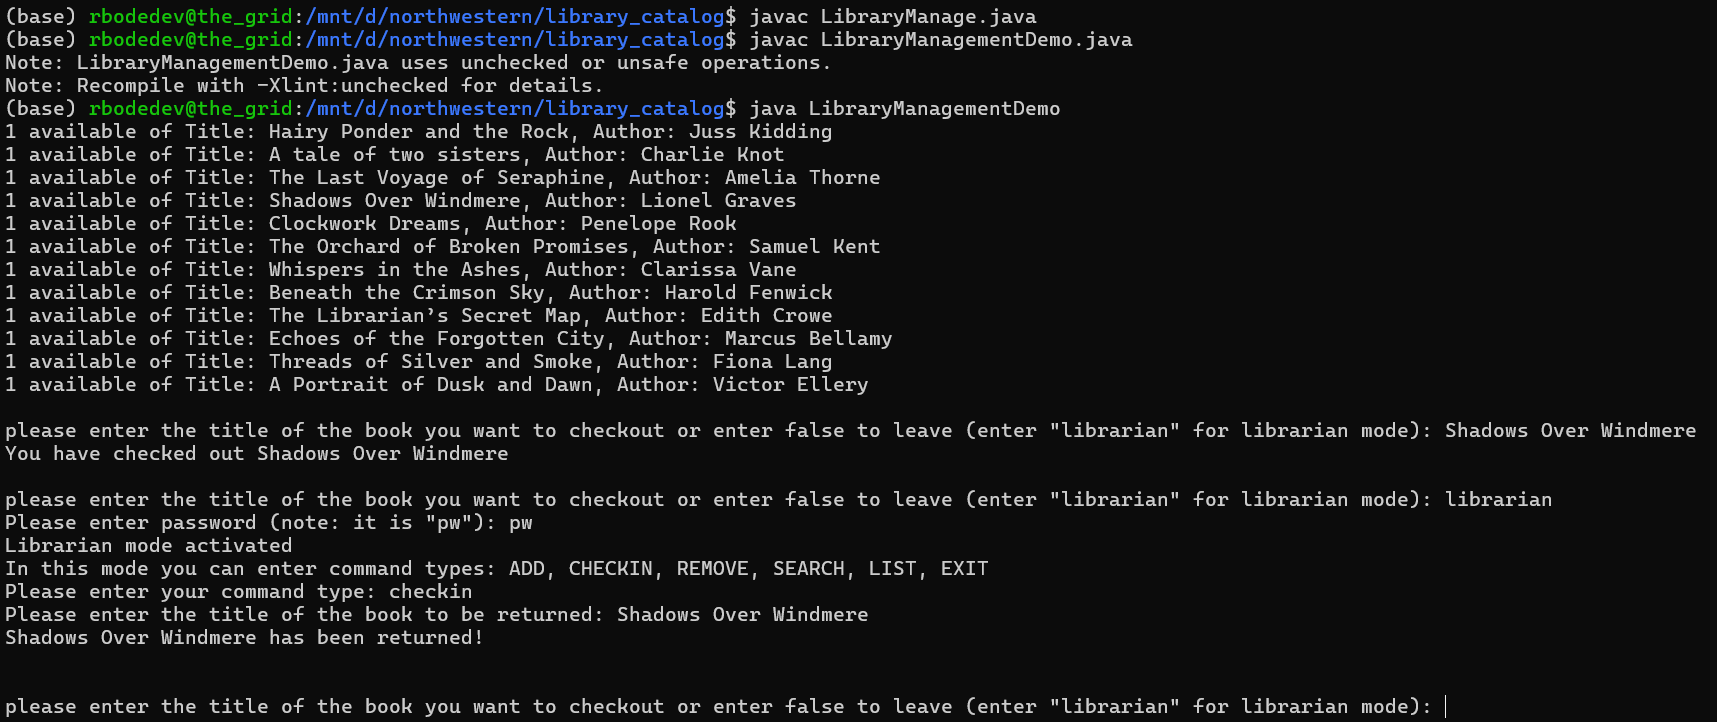 (base) rbodedev@the_grid:/mnt/d/northwestern/library_catalog$ javac LibraryManage.java
(base) rbodedev@the_grid:/mnt/d/northwestern/library_catalog$ javac LibraryManagementDemo.java
Note: LibraryManagementDemo.java uses unchecked or unsafe operations.
Note: Recompile with -Xlint:unchecked for details.
(base) rbodedev@the_grid:/mnt/d/northwestern/library_catalog$ java LibraryManagementDemo
1 available of Title: Hairy Ponder and the Rock, Author: Juss Kidding
1 available of Title: A tale of two sisters, Author: Charlie Knot
1 available of Title: The Last Voyage of Seraphine, Author: Amelia Thorne
1 available of Title: Shadows Over Windmere, Author: Lionel Graves
1 available of Title: Clockwork Dreams, Author: Penelope Rook
1 available of Title: The Orchard of Broken Promises, Author: Samuel Kent
1 available of Title: Whispers in the Ashes, Author: Clarissa Vane
1 available of Title: Beneath the Crimson Sky, Author: Harold Fenwick
1 available of Title: The Librarian’s Secret Map, Author: Edith Crowe
1 available of Title: Echoes of the Forgotten City, Author: Marcus Bellamy
1 available of Title: Threads of Silver and Smoke, Author: Fiona Lang
1 available of Title: A Portrait of Dusk and Dawn, Author: Victor Ellery
please enter the title of the book you want to checkout or enter false to leave (enter "librarian" for librarian mode): Shadows Over Windmere
You have checked out Shadows Over Windmere
please enter the title of the book you want to checkout or enter false to leave (enter "librarian" for librarian mode): librarian
Please enter password (note: it is "pw"): pw
Librarian mode activated
In this mode you can enter command types: ADD, CHECKIN, REMOVE, SEARCH, LIST, EXIT
Please enter your command type: checkin
Please enter the title of the book to be returned: Shadows Over Windmere
Shadows Over Windmere has been returned!
please enter the title of the book you want to checkout or enter false to leave (enter "librarian" for librarian mode):